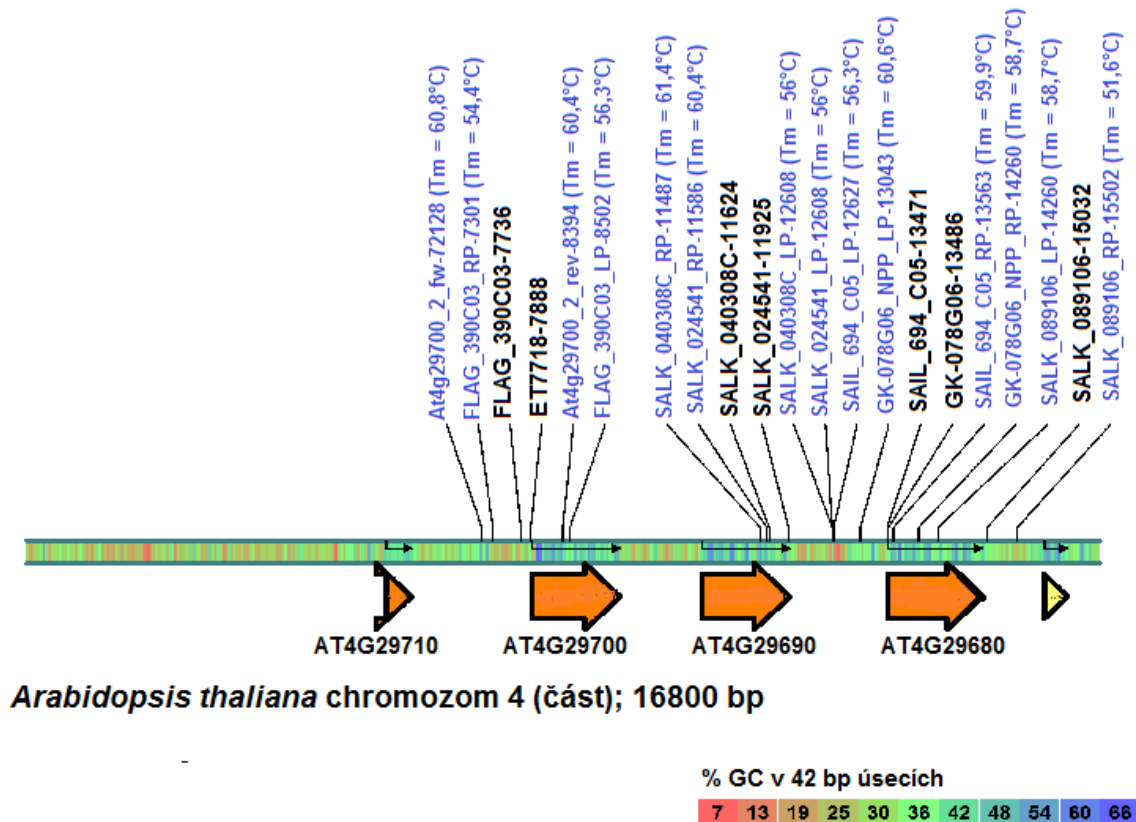 At4g29700_2_fw-72128 (Tm = 60,8°C)
FLAG_390C03_RP-7301 (Tm = 54,4°C)
FLAG_390C03-7736
ET7718-7888
At4g29700_2_rev-8394 (Tm = 60,4°C)
FLAG_390C03_LP-8502 (Tm = 56,3°C)
SALK_040308C_RP-11487 (Tm = 61,4°C)
SALK_024541_RP-11586 (Tm = 60,4°C)
SALK_040308C-11624
SALK_024541-11925
SALK_040308C_LP-12608 (Tm = 56°C)
SALK_024541_LP-12608 (Tm = 56°C)
SAIL_694_C05_LP-12627 (Tm = 56,3°C)
GK-078G06_NPP_LP-13043 (Tm = 60,6°C)
SAIL_694_C05-13471
GK-078G06-13486
SAIL_694_C05_RP-13563 (Tm = 59,9°C)
GK-078G06_NPP_RP-14260 (Tm = 58,7°C)
SALK_089106_LP-14260 (Tm = 58,7°C)
SALK_089106-15032
SALK_089106_RP-15502 (Tm = 51,6°C)
AT4G29710 AT4G29700 AT4G29690 AT4G29680
Arabidopsis thaliana chromozom 4 (část); 16800 bp
-
% GC v 42 bp úsecích
7 13 19 25 30 36 42 48 54 60 66